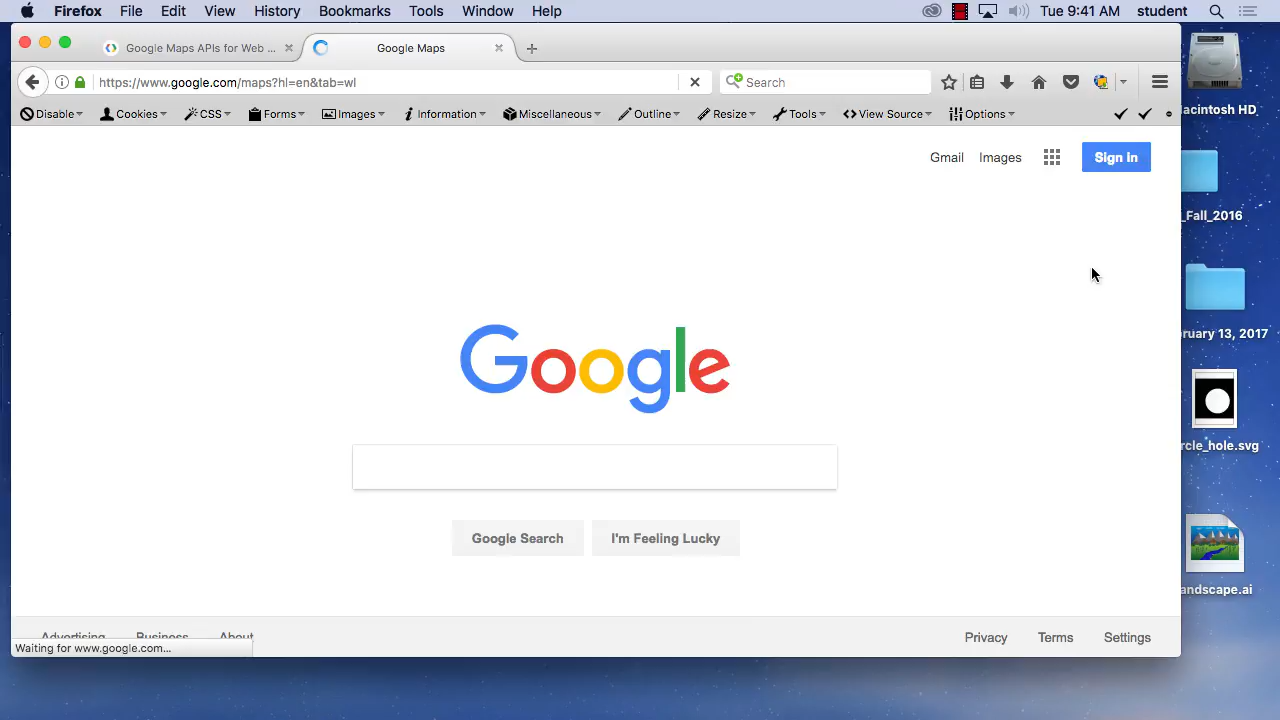 Firefox File Edit View History Bookmarks Tools Window Help Tue 9:41 AM student
Google Maps APIs for Web ... Google Maps
https://www.google.com/maps?hl=en&tab=wl Search
Disable Cookies CSS Forms Images Information Miscellaneous Outline Resize Tools View Source Options
Gmail Images Sign In
Google
Google Search I'm Feeling Lucky
Advertising Business About Privacy Terms Settings
Waiting for www.google.com...
acintosh HD
_Fall_2016
ruary 13, 2017
rcle_hole.svg
andscape.ai